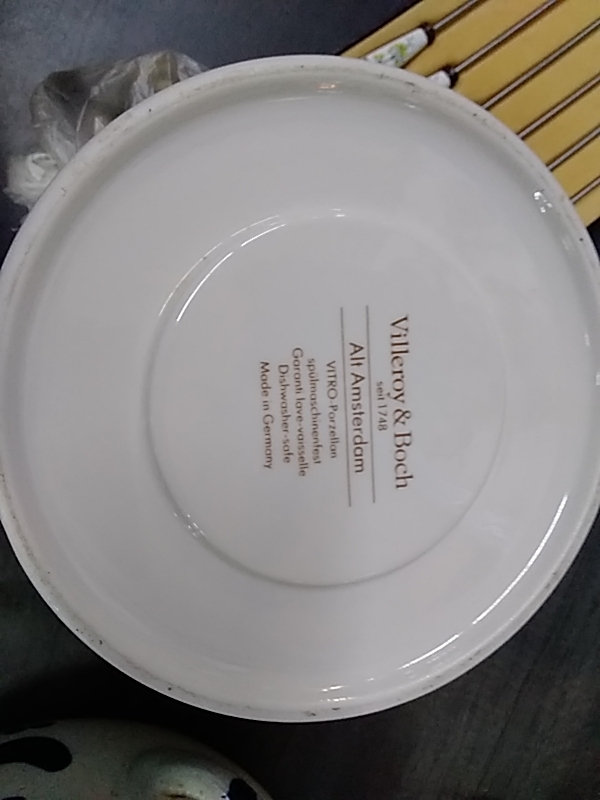 Villeroy & Boch
seit 1748
Alt Amsterdam
VITRO-Porzellan
spülmaschinenfest
Garanti lave-vaisselle
Dishwasher-safe
Made in Germany